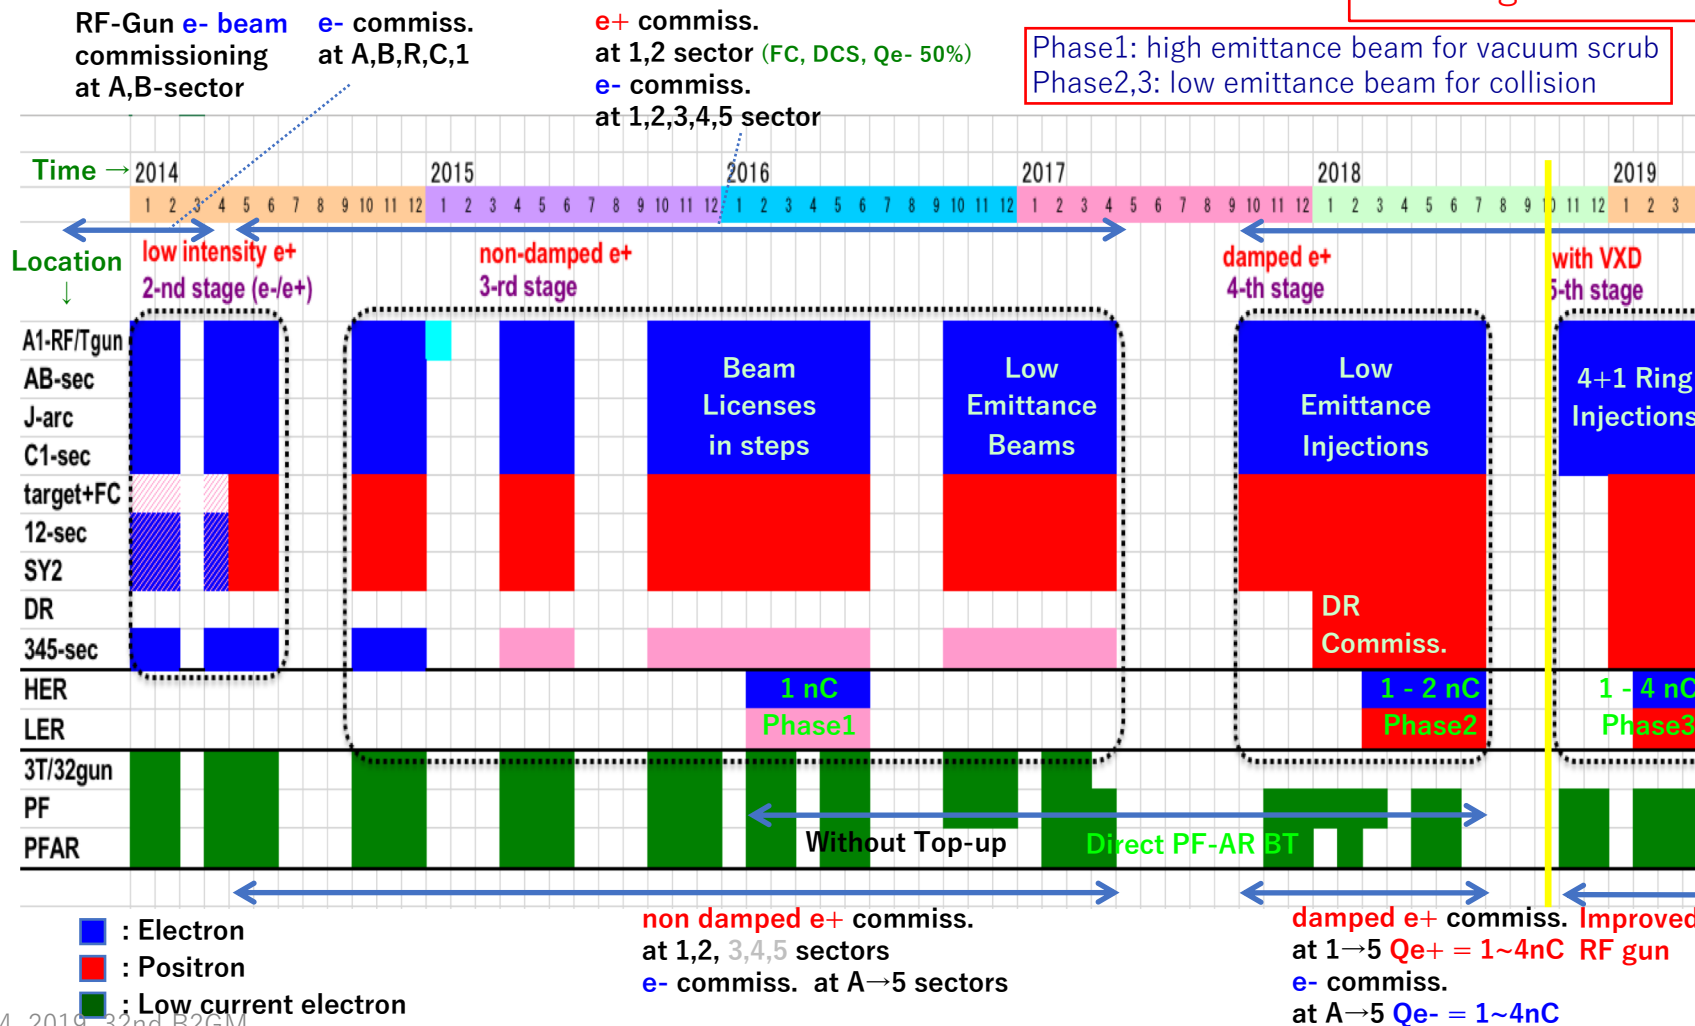 RF-Gun e- beam
commissioning
at A,B-sector
e- commiss.
at A,B,R,C,1
e+ commiss.
at 1,2 sector (FC, DCS, Qe- 50%)
e- commiss.
at 1,2,3,4,5 sector
Phase1: high emittance beam for vacuum scrub
Phase2,3: low emittance beam for collision
Time →
2014 2015 2016 2017 2018 2019
1 2 3 4 5 6 7 8 9 10 11 12 1 2 3 4 5 6 7 8 9 10 11 12 1 2 3 4 5 6 7 8 9 10 11 12 1 2 3 4 5 6 7 8 9 10 11 12 1 2 3 4 5 6 7 8 9 10 11 12 1 2 3
Location
↓
low intensity e+
2-nd stage (e-/e+)
non-damped e+
3-rd stage
damped e+
4-th stage
with VXD
5-th stage
A1-RF/Tgun
AB-sec
J-arc
C1-sec
target+FC
12-sec
SY2
DR
345-sec
HER
LER
3T/32gun
PF
PFAR
Beam
Licenses
in steps
Low
Emittance
Beams
Low
Emittance
Injections
4+1 Ring
Injections
DR
Commiss.
1 nC
Phase1
1 - 2 nC
Phase2
1 - 4 nC
Phase3
Without Top-up
Direct PF-AR BT
: Electron
: Positron
: Low current electron
non damped e+ commiss.
at 1,2, 3,4,5 sectors
e- commiss. at A→5 sectors
damped e+ commiss.
at 1→5 Qe+ = 1~4nC
e- commiss.
at A→5 Qe- = 1~4nC
Improved
RF gun
4, 2019, 32nd B2GM